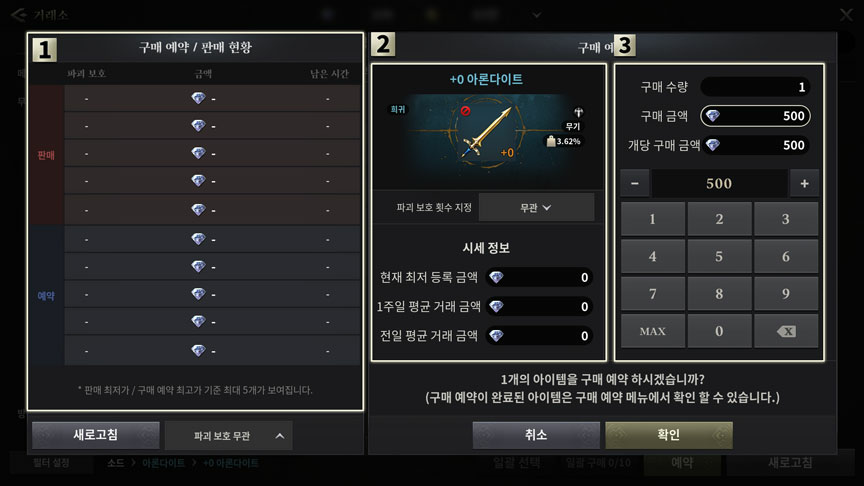 거래소
1
구매 예약 / 판매 현황
파괴 보호 금액 남은 시간
판매
- - -
- - -
- - -
- - -
- - -
예약
- - -
- - -
- - -
- - -
- - -
* 판매 최저가 / 구매 예약 최고가 기준 최대 5개가 보여집니다.
새로고침
파괴 보호 무관
2
구매 예
+0 아론다이트
희귀
무기
3.62%
+0
파괴 보호 횟수 지정
무관
시세 정보
현재 최저 등록 금액 0
1주일 평균 거래 금액 0
전일 평균 거래 금액 0
3
구매 수량 1
구매 금액 500
개당 구매 금액 500
- 500 +
1 2 3
4 5 6
7 8 9
MAX 0 X
1개의 아이템을 구매 예약 하시겠습니까?
(구매 예약이 완료된 아이템은 구매 예약 메뉴에서 확인 할 수 있습니다.)
취소
확인
필터 설정
소드 > 아론다이트 > +0 아론다이트
일괄 선택
일괄 구매 0/10
예약
새로고침